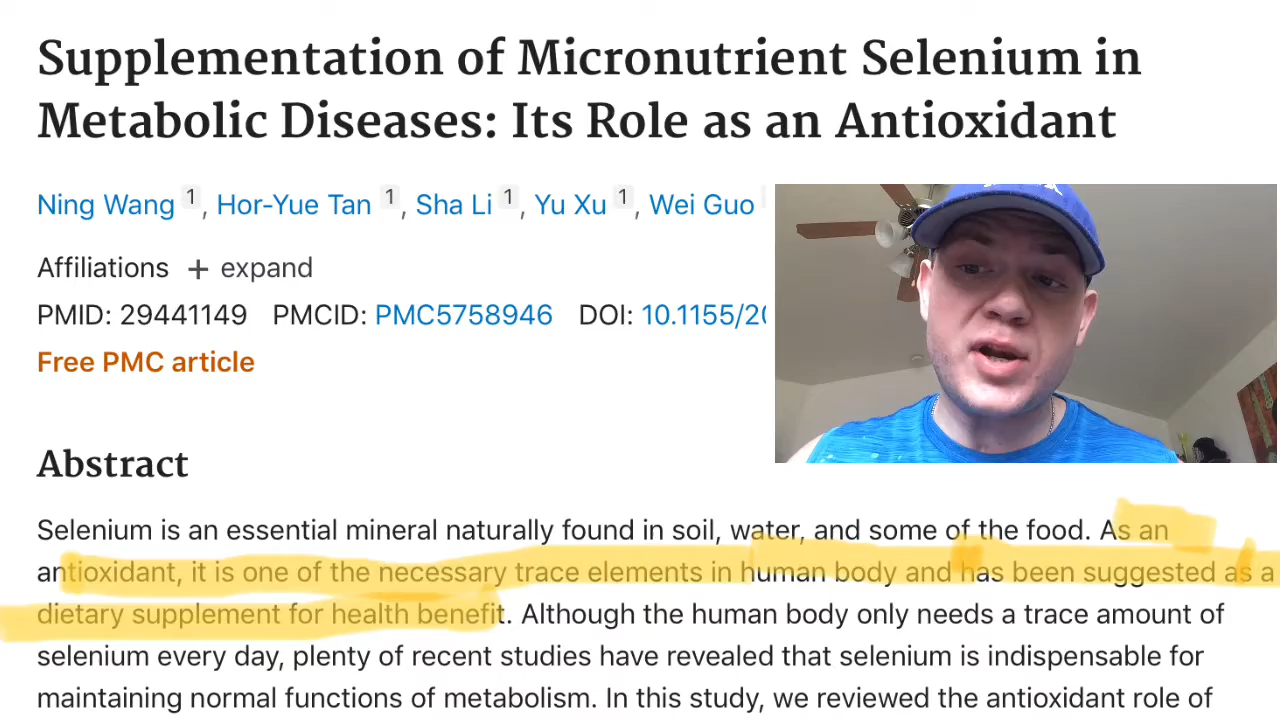 Supplementation of Micronutrient Selenium in
Metabolic Diseases: Its Role as an Antioxidant
Ning Wang 1, Hor-Yue Tan 1, Sha Li 1, Yu Xu 1, Wei Guo
Affiliations + expand
PMID: 29441149 PMCID: PMC5758946 DOI: 10.1155/20
Free PMC article
Abstract
Selenium is an essential mineral naturally found in soil, water, and some of the food. As an
antioxidant, it is one of the necessary trace elements in human body and has been suggested as a
dietary supplement for health benefit. Although the human body only needs a trace amount of
selenium every day, plenty of recent studies have revealed that selenium is indispensable for
maintaining normal functions of metabolism. In this study, we reviewed the antioxidant role of